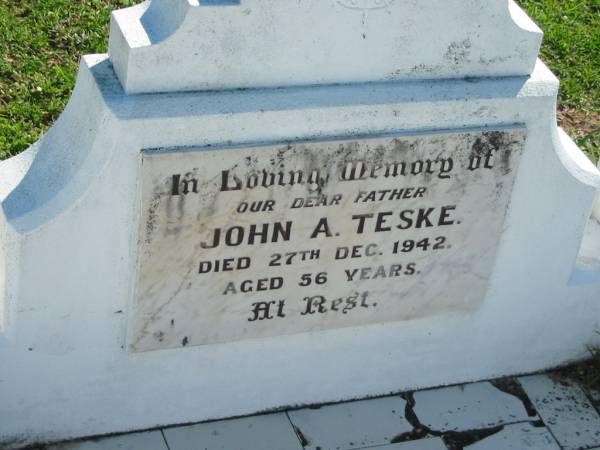 In Loving Memory of
OUR DEAR FATHER
JOHN A. TESKE.
DIED 27TH DEC. 1942.
AGED 56 YEARS.
At Rest.